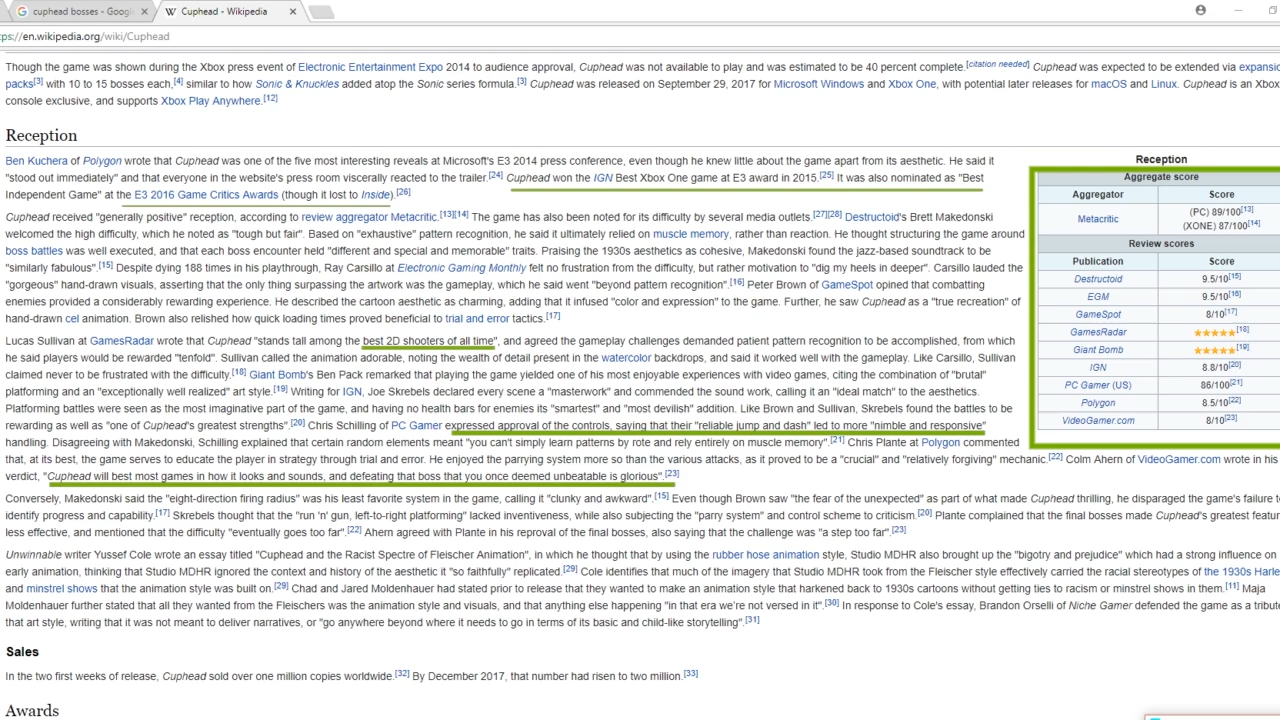 cuphead bosses - Googl
Cuphead - Wikipedia
ps://en.wikipedia.org/wiki/Cuphead
Though the game was shown during the Xbox press event of Electronic Entertainment Expo 2014 to audience approval, Cuphead was not available to play and was estimated to be 40 percent complete.[citation needed] Cuphead was expected to be extended via expansio
packs[3] with 10 to 15 bosses each,[4] similar to how Sonic & Knuckles added atop the Sonic series formula.[3] Cuphead was released on September 29, 2017 for Microsoft Windows and Xbox One, with potential later releases for macOS and Linux. Cuphead is an Xbox
console exclusive, and supports Xbox Play Anywhere.[12]
Reception
Ben Kuchera of Polygon wrote that Cuphead was one of the five most interesting reveals at Microsoft's E3 2014 press conference, even though he knew little about the game apart from its aesthetic. He said it
"stood out immediately" and that everyone in the website's press room viscerally reacted to the trailer.[24] Cuphead won the IGN Best Xbox One game at E3 award in 2015.[25] It was also nominated as "Best
Independent Game" at the E3 2016 Game Critics Awards (though it lost to Inside).[26]
Cuphead received "generally positive" reception, according to review aggregator Metacritic.[13][14] The game has also been noted for its difficulty by several media outlets.[27][28] Destructoid's Brett Makedonski
welcomed the high difficulty, which he noted as "tough but fair". Based on "exhaustive" pattern recognition, he said it ultimately relied on muscle memory, rather than reaction. He thought structuring the game around
boss battles was well executed, and that each boss encounter held "different and special and memorable" traits. Praising the 1930s aesthetics as cohesive, Makedonski found the jazz-based soundtrack to be
"similarly fabulous".[15] Despite dying 188 times in his playthrough, Ray Carsillo at Electronic Gaming Monthly felt no frustration from the difficulty, but rather motivation to "dig my heels in deeper". Carsillo lauded the
"gorgeous" hand-drawn visuals, asserting that the only thing surpassing the artwork was the gameplay, which he said went "beyond pattern recognition".[16] Peter Brown of GameSpot opined that combatting
enemies provided a considerably rewarding experience. He described the cartoon aesthetic as charming, adding that it infused "color and expression" to the game. Further, he saw Cuphead as a "true recreation" of
hand-drawn cel animation. Brown also relished how quick loading times proved beneficial to trial and error tactics.[17]
Lucas Sullivan at GamesRadar wrote that Cuphead "stands tall among the best 2D shooters of all time", and agreed the gameplay challenges demanded patient pattern recognition to be accomplished, from which
he said players would be rewarded "tenfold". Sullivan called the animation adorable, noting the wealth of detail present in the watercolor backdrops, and said it worked well with the gameplay. Like Carsillo, Sullivan
claimed never to be frustrated with the difficulty.[18] Giant Bomb's Ben Pack remarked that playing the game yielded one of his most enjoyable experiences with video games, citing the combination of "brutal"
platforming and an "exceptionally well realized" art style.[19] Writing for IGN, Joe Skrebels declared every scene a "masterwork" and commended the sound work, calling it an "ideal match" to the aesthetics.
Platforming battles were seen as the most imaginative part of the game, and having no health bars for enemies its "smartest" and "most devilish" addition. Like Brown and Sullivan, Skrebels found the battles to be
rewarding as well as "one of Cuphead's greatest strengths".[20] Chris Schilling of PC Gamer expressed approval of the controls, saying that their "reliable jump and dash" led to more "nimble and responsive"
handling. Disagreeing with Makedonski, Schilling explained that certain random elements meant "you can't simply learn patterns by rote and rely entirely on muscle memory".[21] Chris Plante at Polygon commented
that, at its best, the game serves to educate the player in strategy through trial and error. He enjoyed the parrying system more so than the various attacks, as it proved to be a "crucial" and "relatively forgiving" mechanic.[22] Colm Ahern of VideoGamer.com wrote in his
verdict, "Cuphead will best most games in how it looks and sounds, and defeating that boss that you once deemed unbeatable is glorious".[23]
Conversely, Makedonski said the "eight-direction firing radius" was his least favorite system in the game, calling it "clunky and awkward".[15] Even though Brown saw "the fear of the unexpected" as part of what made Cuphead thrilling, he disparaged the game's failure to
identify progress and capability.[17] Skrebels thought that the "run 'n' gun, left-to-right platforming" lacked inventiveness, while also subjecting the "parry system" and control scheme to criticism.[20] Plante complained that the final bosses made Cuphead's greatest featur
less effective, and mentioned that the difficulty "eventually goes too far".[22] Ahern agreed with Plante in his reproval of the final bosses, also saying that the challenge was "a step too far".[23]
Unwinnable writer Yussef Cole wrote an essay titled "Cuphead and the Racist Spectre of Fleischer Animation", in which he thought that by using the rubber hose animation style, Studio MDHR also brought up the "bigotry and prejudice" which had a strong influence on
early animation, thinking that Studio MDHR ignored the context and history of the aesthetic it "so faithfully" replicated.[29] Cole identifies that much of the imagery that Studio MDHR took from the Fleischer style effectively carried the racial stereotypes of the 1930s Harle
and minstrel shows that the animation style was built on.[29] Chad and Jared Moldenhauer had stated prior to release that they wanted to make an animation style that harkened back to 1930s cartoons without getting ties to racism or minstrel shows in them.[11] Maja
Moldenhauer further stated that all they wanted from the Fleischers was the animation style and visuals, and that anything else happening "in that era we're not versed in it".[30] In response to Cole's essay, Brandon Orselli of Niche Gamer defended the game as a tribute
that art style, writing that it was not meant to deliver narratives, or "go anywhere beyond where it needs to go in terms of its basic and child-like storytelling".[31]
Sales
In the two first weeks of release, Cuphead sold over one million copies worldwide.[32] By December 2017, that number had risen to two million.[33]
Awards
Reception
Aggregate score
Aggregator Score
Metacritic (PC) 89/100[13]
(XONE) 87/100[14]
Review scores
Publication Score
Destructoid 9.5/10[15]
EGM 9.5/10[16]
GameSpot 8/10[17]
GamesRadar ★★★★★[18]
Giant Bomb ★★★★★[19]
IGN 8.8/10[20]
PC Gamer (US) 86/100[21]
Polygon 8.5/10[22]
VideoGamer.com 8/10[23]